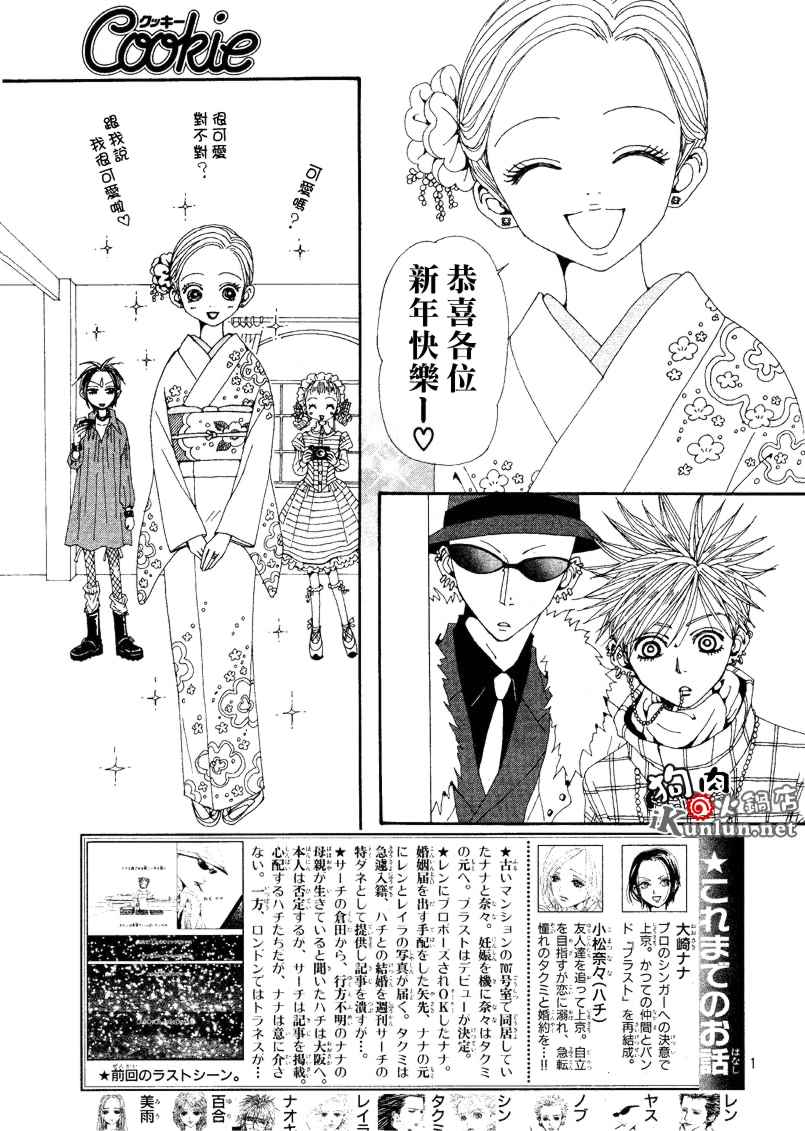 クッキー
Cookie
恭喜各位
新年快樂ー♡
可愛嗎？
很可愛
對不對？
跟我說
我很可愛啦♡
狗肉火鍋店
iKunlun.net
★これまでのお話
はなし
大崎ナナ
プロのシンガーへの決意で
上京。かつての仲間とバン
ド「ブラスト」を再結成。
小松奈々(ハチ)
友人達を追って上京。自立
を目指すが恋に溺れ、急転
憧れのタクミと婚約を…!!
★古いマンションの707号室で同居してい
たナナと奈々。妊娠を機に奈々はタクミ
の元へ。ブラストはデビューが決定。
★レンにプロポーズされOKしたナナ。
婚姻届を出す手配をした矢先、ナナの元
にレンとレイラの写真が届く。タクミは
急遽入籍、ハチとの結婚を週刊サーチの
特ダネとして提供し記事を潰すが…。
★サーチの倉田から、行方不明のナナの
母親が生きていると聞いたハチは大阪へ。
本人は否定するが、サーチは記事を掲載。
心配するハチたちだが、ナナは意に介さ
ない。一方、ロンドンではトラネスが…
★前回のラストシーン。
1
レン
ヤス
ノブ
シン
タクミ
レイラ
ナオキ
百合
ゆり
美雨
みう